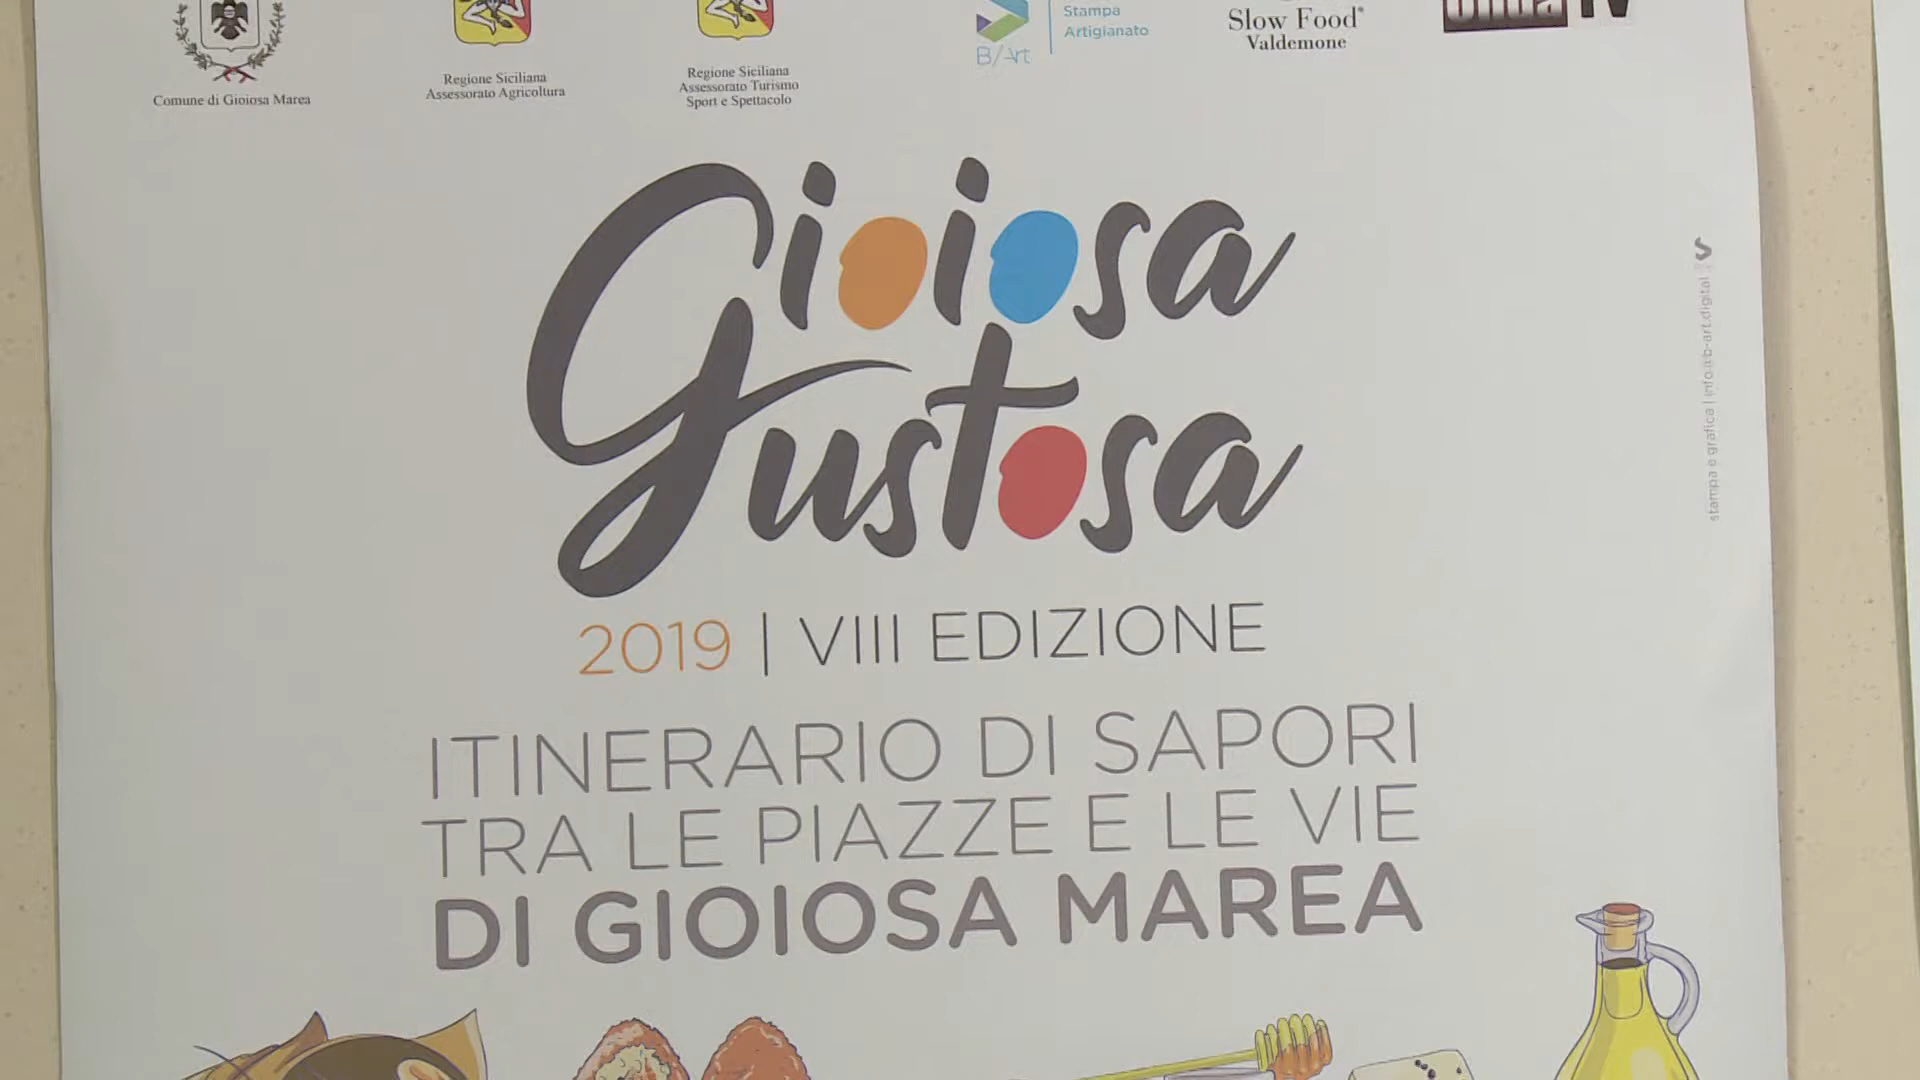 Comune di Gioiosa Marea
Regione Siciliana
Assessorato Agricoltura
Regione Siciliana
Assessorato Turismo
Sport e Spettacolo
B/Art
Stampa
Artigianato
Slow Food®
Valdemone
Onda TV
Gioiosa
Gustosa
2019 | VIII EDIZIONE
ITINERARIO DI SAPORI
TRA LE PIAZZE E LE VIE
DI GIOIOSA MAREA
stampa e grafica | info: